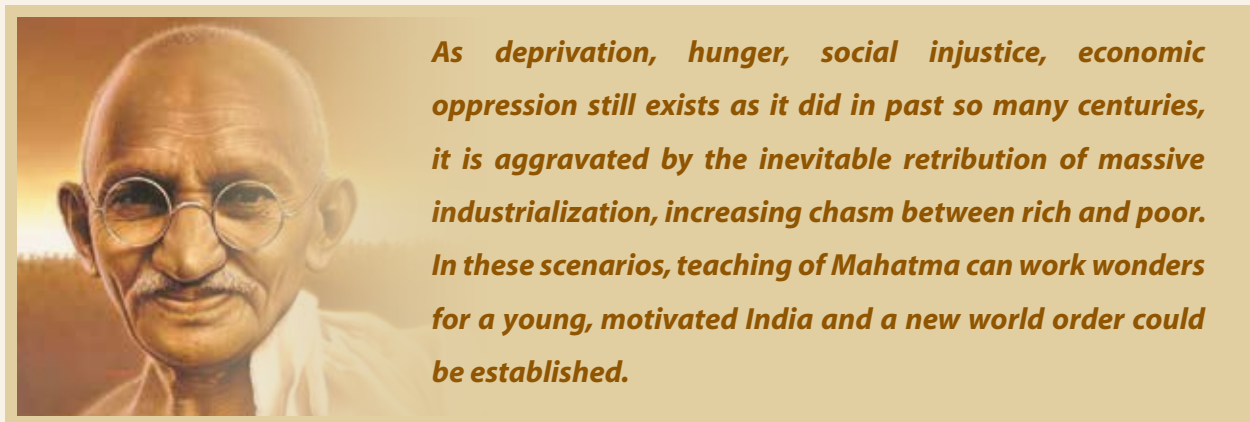 As deprivation, hunger, social injustice, economic
oppression still exists as it did in past so many centuries,
it is aggravated by the inevitable retribution of massive
industrialization, increasing chasm between rich and poor.
In these scenarios, teaching of Mahatma can work wonders
for a young, motivated India and a new world order could
be established.